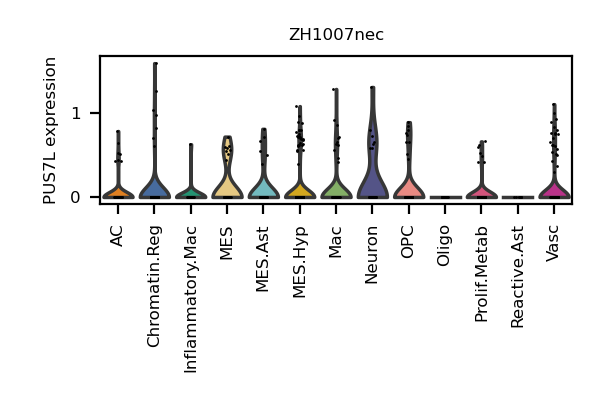 ZH1007nec
PUS7L expression
1
0
AC
Chromatin.Reg
Inflammatory.Mac
MES
MES.Ast
MES.Hyp
Mac
Neuron
OPC
Oligo
Prolif.Metab
Reactive.Ast
Vasc